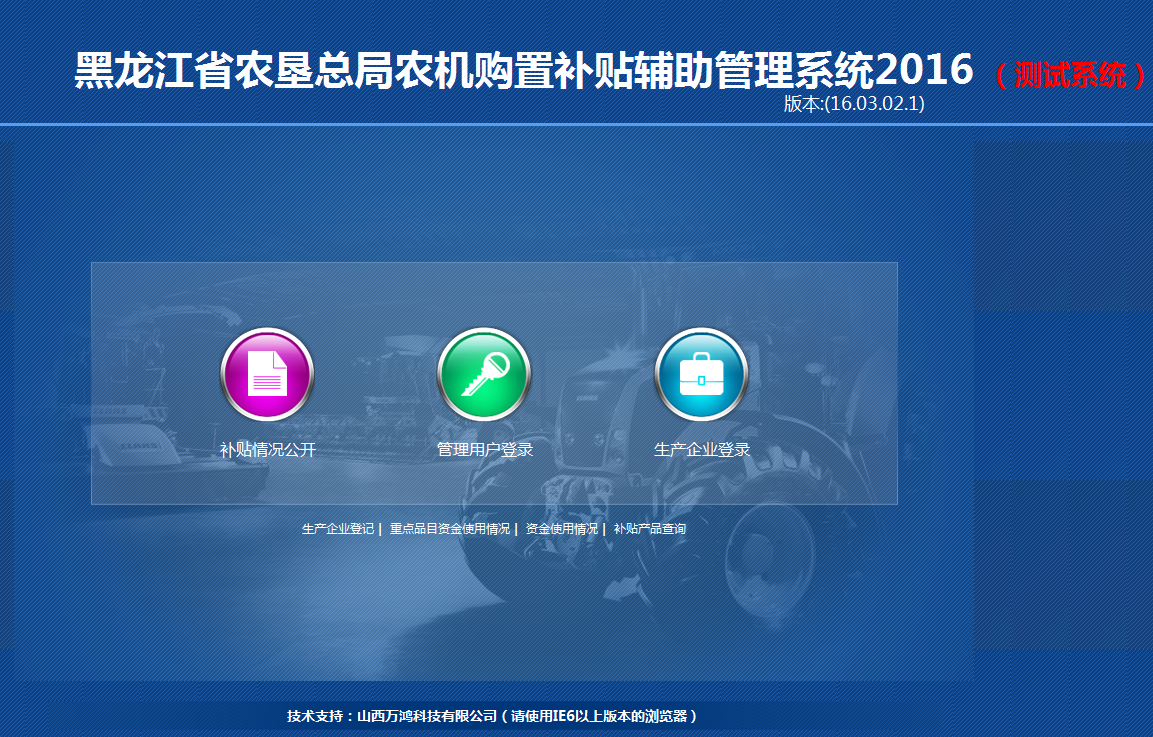 黑龙江省农垦总局农机购置补贴辅助管理系统2016 （测试系统）
版本:(16.03.02.1)
补贴情况公开 管理用户登录 生产企业登录
生产企业登记 | 重点品目资金使用情况 | 资金使用情况 | 补贴产品查询
技术支持：山西万鸿科技有限公司（请使用IE6以上版本的浏览器）